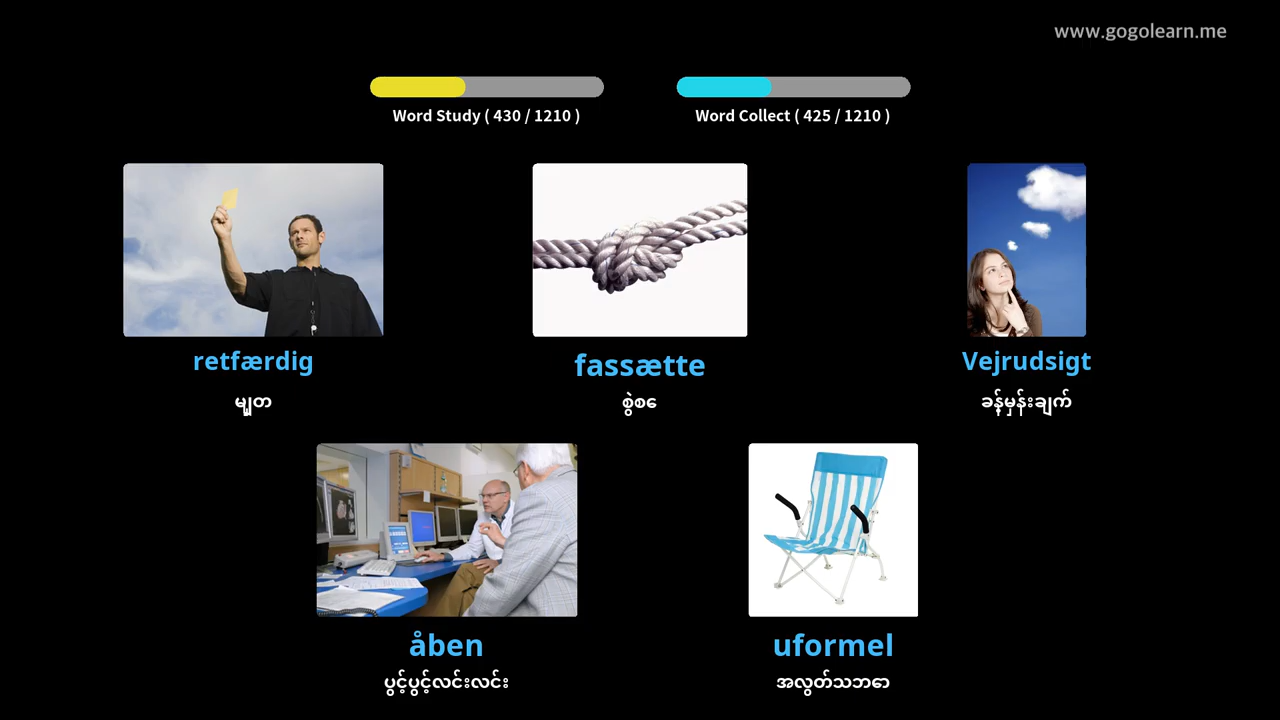 www.gogolearn.me
Word Study ( 430 / 1210 )
Word Collect ( 425 / 1210 )
retfærdig
fassætte
Vejrudsigt
မျှတ
စွဲစေ
ခန့်မှန်းချက်
åben
uformel
ပွင့်ပွင့်လင်းလင်း
အလွတ်သဘော